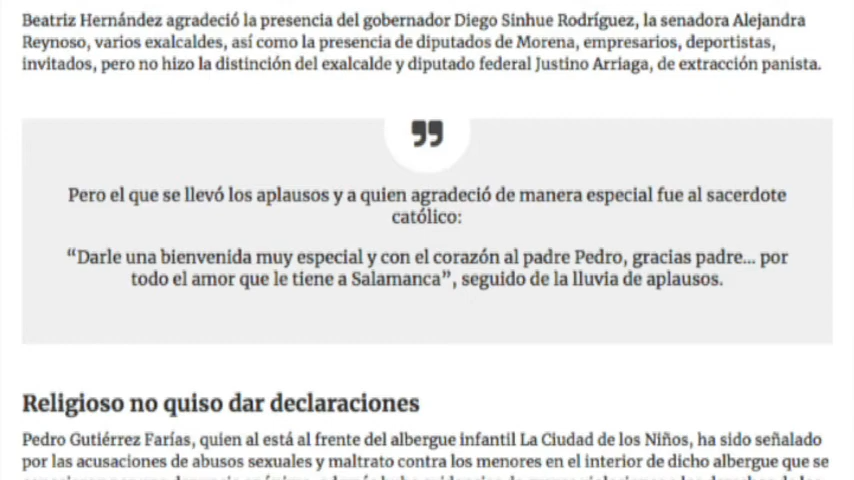 Beatriz Hernández agradeció la presencia del gobernador Diego Sinhue Rodríguez, la senadora Alejandra
Reynoso, varios exalcaldes, así como la presencia de diputados de Morena, empresarios, deportistas,
invitados, pero no hizo la distinción del exalcalde y diputado federal Justino Arriaga, de extracción panista.
”
Pero el que se llevó los aplausos y a quien agradeció de manera especial fue al sacerdote
católico:
“Darle una bienvenida muy especial y con el corazón al padre Pedro, gracias padre... por
todo el amor que le tiene a Salamanca”, seguido de la lluvia de aplausos.
Religioso no quiso dar declaraciones
Pedro Gutiérrez Farías, quien al está al frente del albergue infantil La Ciudad de los Niños, ha sido señalado
por las acusaciones de abusos sexuales y maltrato contra los menores en el interior de dicho albergue que se